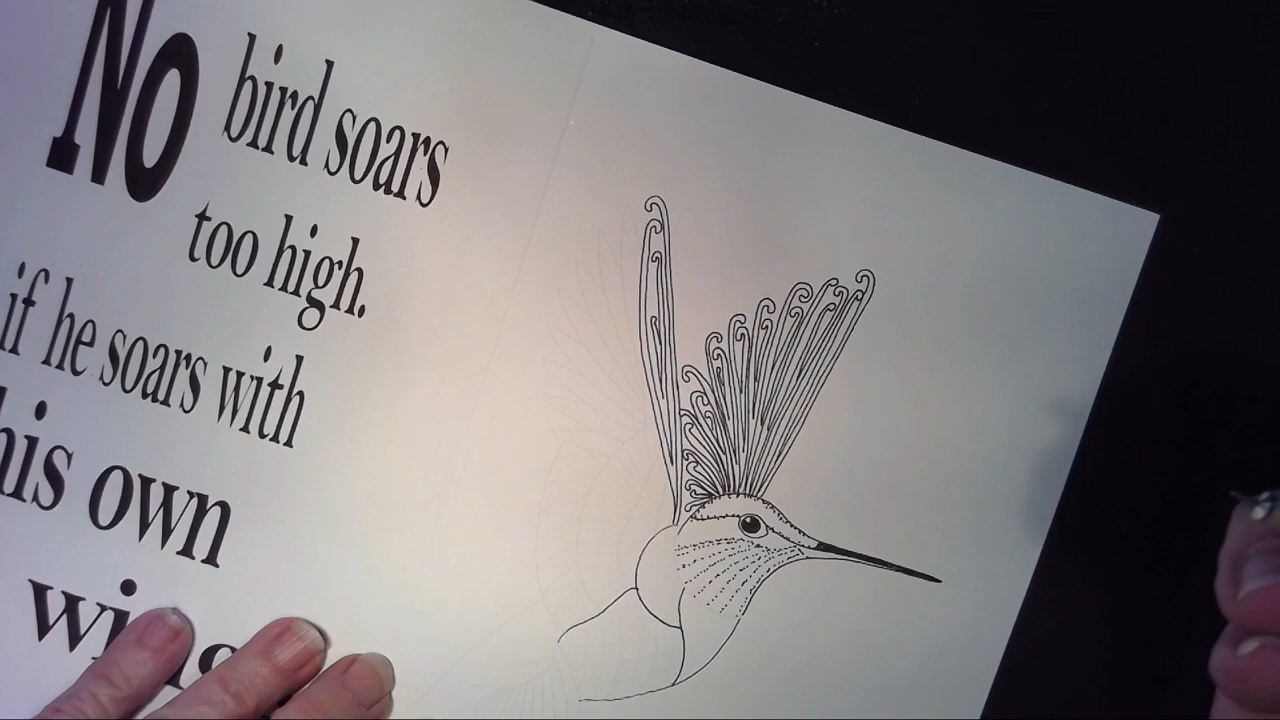 No bird soars
too high.
if he soars with
his own